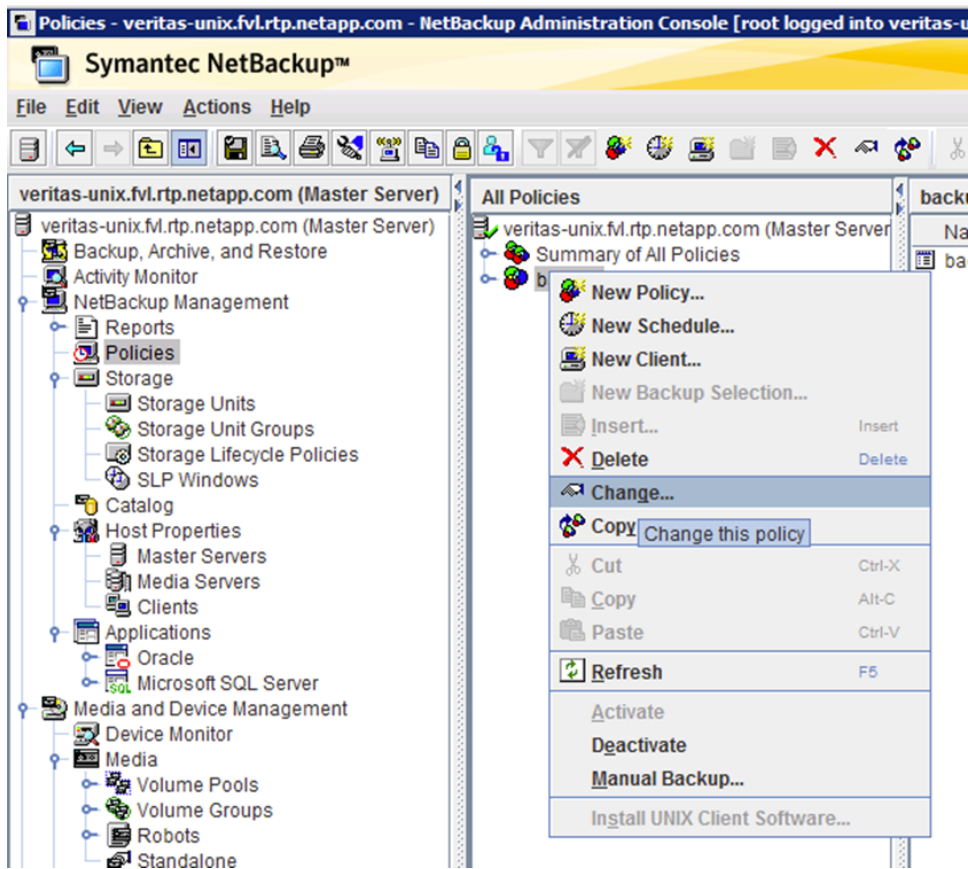 Policies - veritas-unix.fvl.rtp.netapp.com - NetBackup Administration Console [root logged into veritas-u
Symantec NetBackup™
File Edit View Actions Help
veritas-unix.fvl.rtp.netapp.com (Master Server)
veritas-unix.fvl.rtp.netapp.com (Master Server)
Backup, Archive, and Restore
Activity Monitor
NetBackup Management
Reports
Policies
Storage
Storage Units
Storage Unit Groups
Storage Lifecycle Policies
SLP Windows
Catalog
Host Properties
Master Servers
Media Servers
Clients
Applications
Oracle
SQL
Microsoft SQL Server
Media and Device Management
Device Monitor
Media
Volume Pools
Volume Groups
Robots
Standalone
All Policies
veritas-unix.fvl.rtp.netapp.com (Master Server
Summary of All Policies
b
New Policy...
New Schedule...
New Client...
New Backup Selection...
Insert... Insert
Delete Delete
Change...
Copy
Change this policy
Cut Ctrl-X
Copy Alt-C
Paste Ctrl-V
Refresh F5
Activate
Deactivate
Manual Backup...
Install UNIX Client Software...
backu
Na
ba